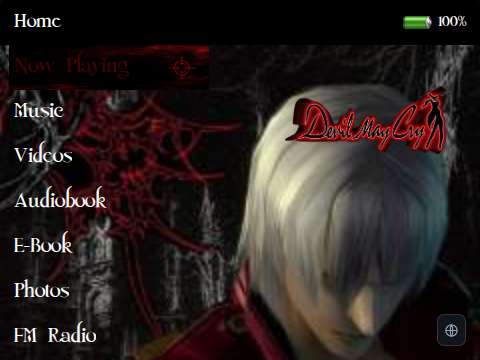 Home
100%
Now Playing
Music
Devil May Cry
Videos
Audiobook
E-Book
Photos
FM Radio